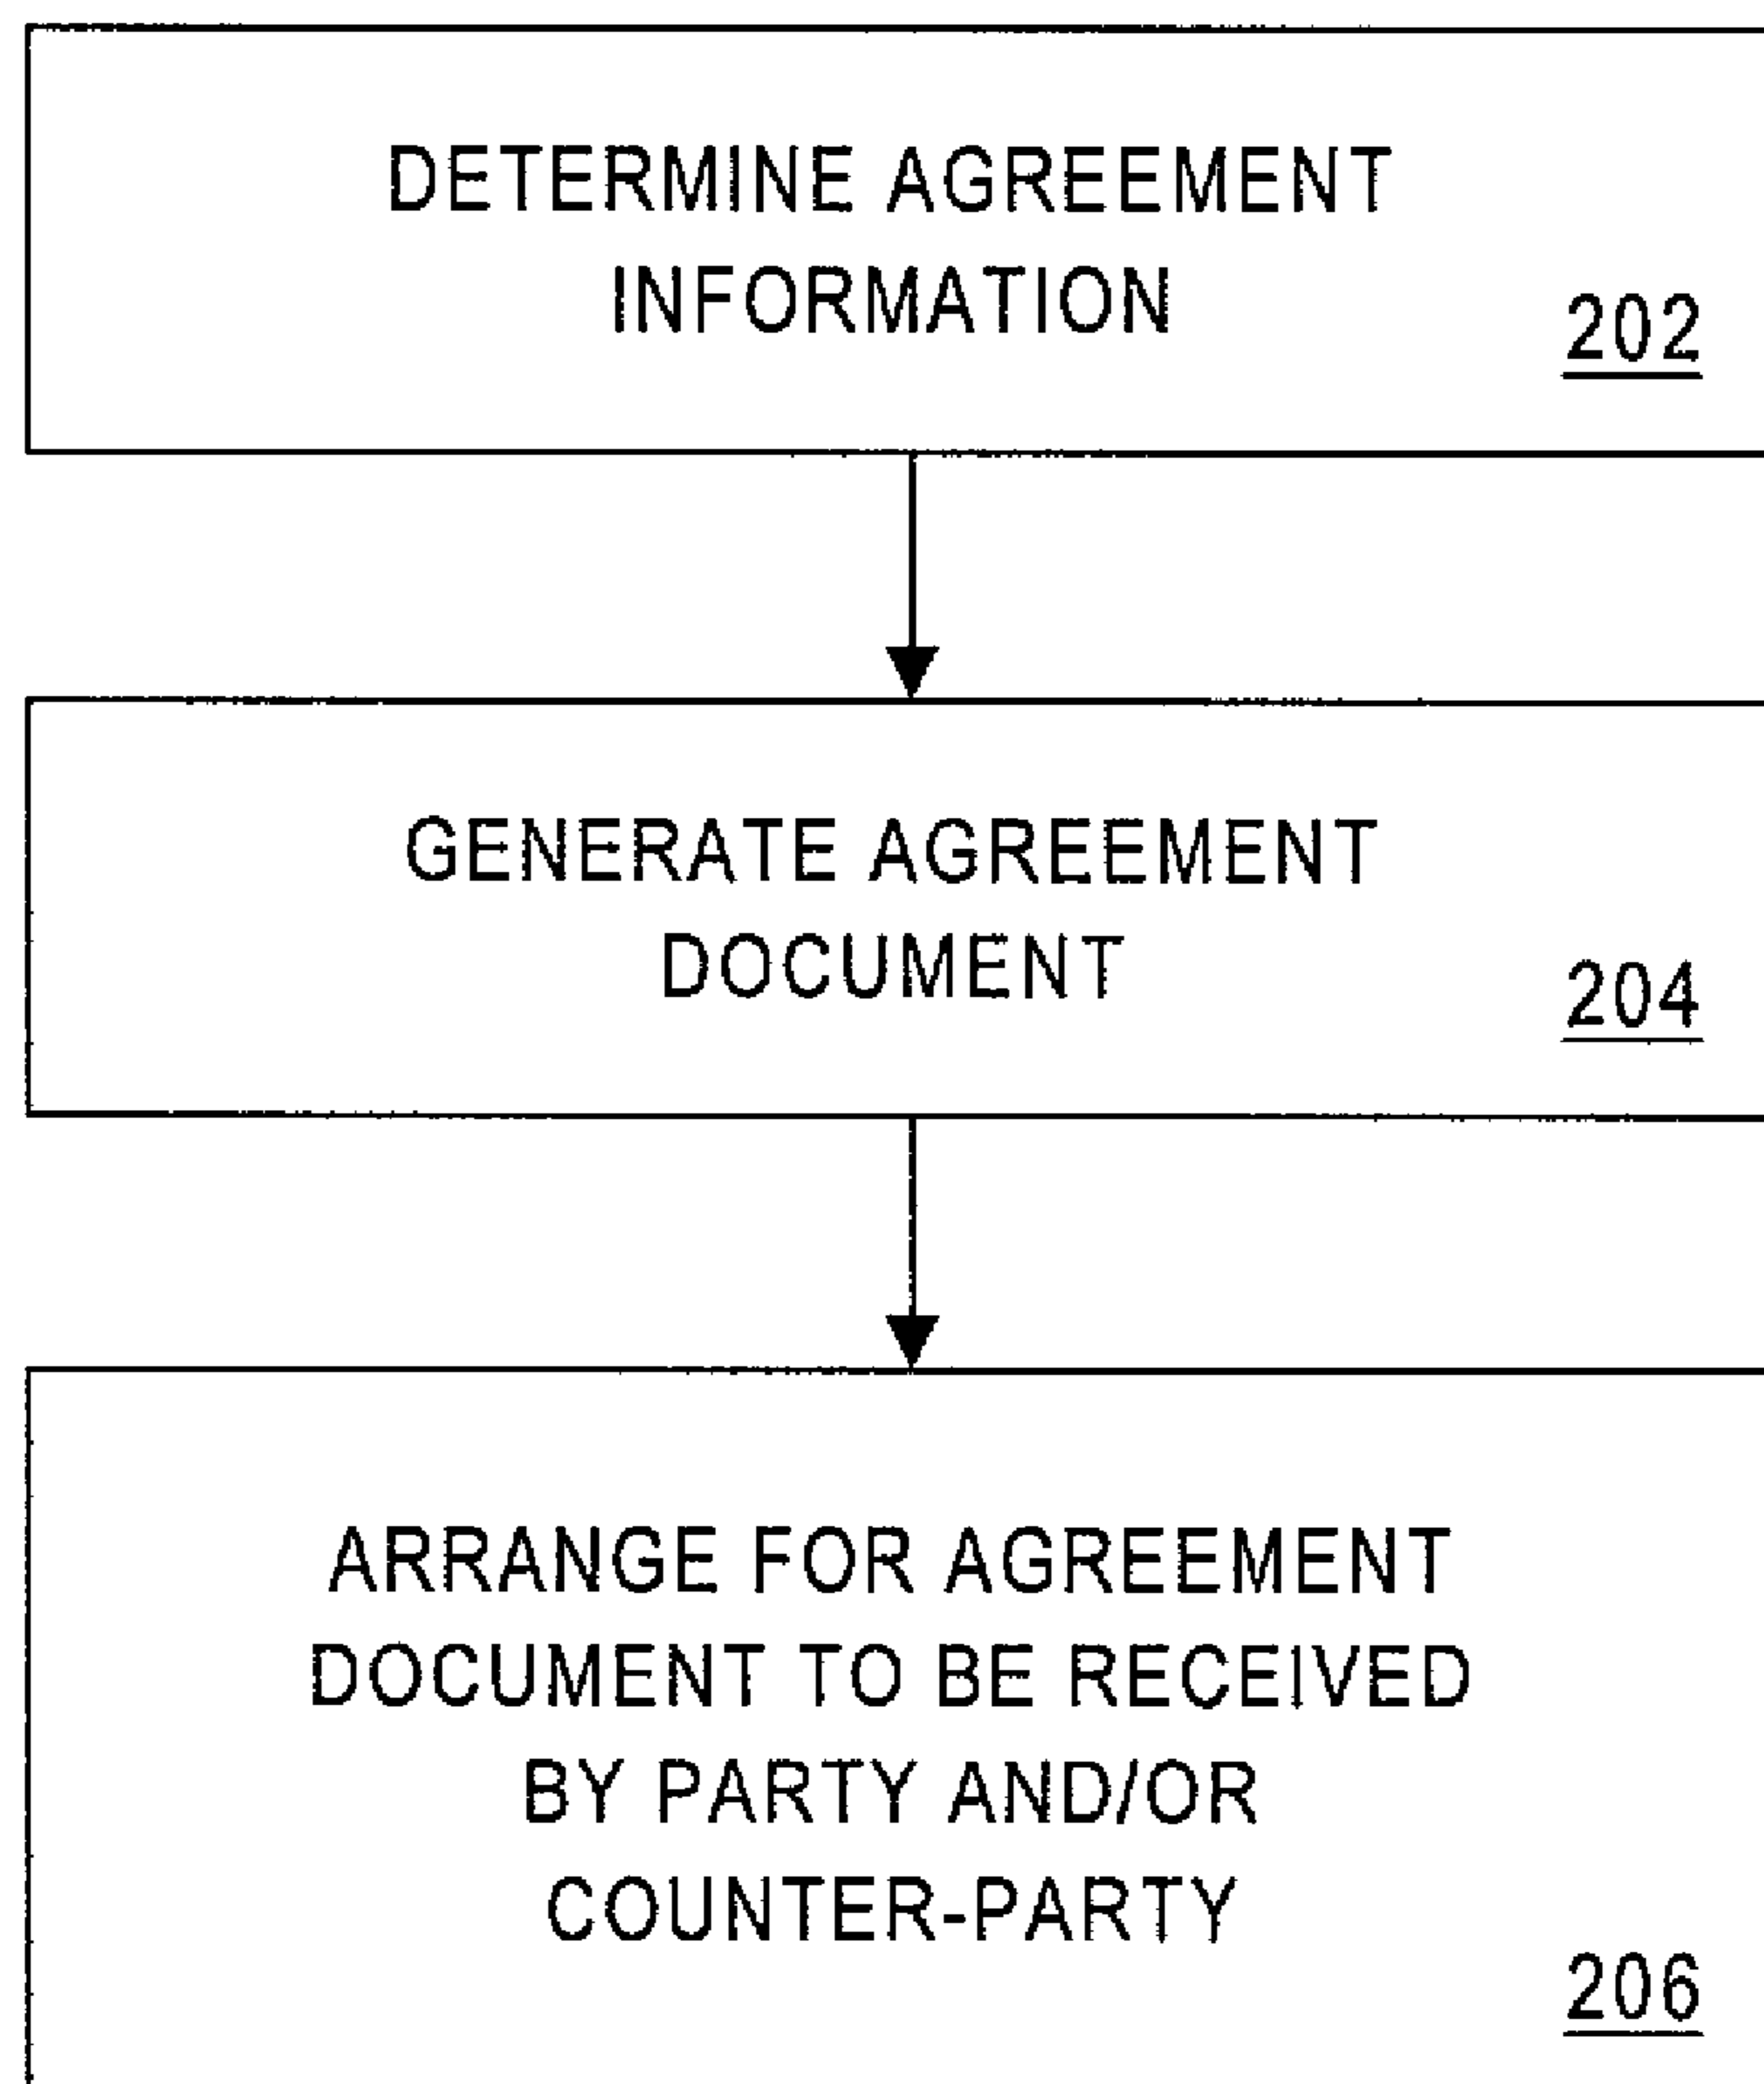 DETERMINE AGREEMENT
INFORMATION
202
GENERATE AGREEMENT
DOCUMENT
204
ARRANGE FOR AGREEMENT
DOCUMENT TO BE RECEIVED
BY PARTY AND/OR
COUNTER-PARTY
206